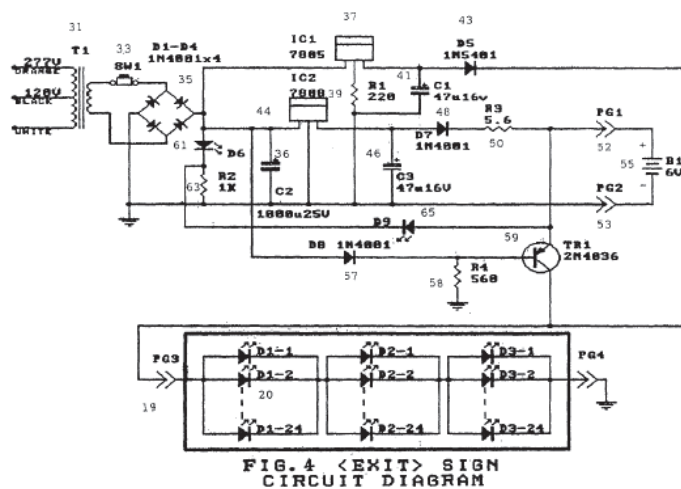 31
T1
33
SW1
D1-D4
1N4001x4
35
IC1
7805
37
43
D5
1N5401
277V
ORANGE
120V
BLACK
WHITE
IC2
7808
39
R1
220
41
C1
47u16v
44
48
D7
1N4001
R3
5.6
50
PG1
52
61
D6
36
46
C3
47u16V
55
B1
6V
+
-
63
R2
1K
C2
1000u25V
PG2
53
D9
65
59
D8 1N4001
57
TR1
2N4036
58
R4
560
PG3
19
D1-1
D1-2
20
D1-24
D2-1
D2-2
D2-24
D3-1
D3-2
D3-24
PG4
FIG.4 <EXIT> SIGN
CIRCUIT DIAGRAM